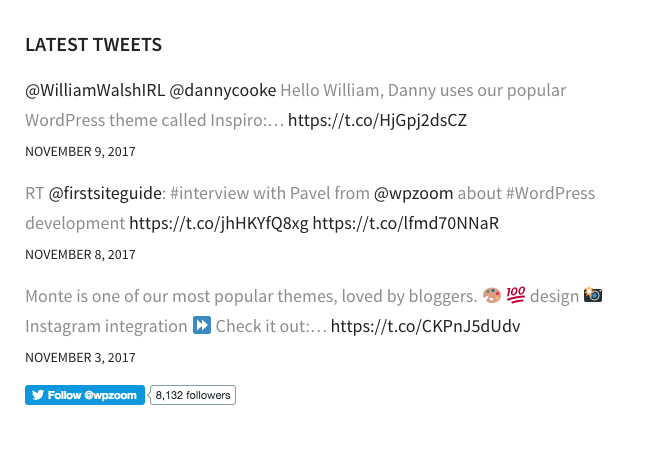 LATEST TWEETS
@WilliamWalshIRL @dannycooke Hello William, Danny uses our popular
WordPress theme called Inspiro:… https://t.co/HjGpj2dsCZ
NOVEMBER 9, 2017
RT @firstsiteguide: #interview with Pavel from @wpzoom about #WordPress
development https://t.co/jhHKYfQ8xg https://t.co/lfmd70NNaR
NOVEMBER 8, 2017
Monte is one of our most popular themes, loved by bloggers. 🎨 💯 design 📸
Instagram integration ⏩ Check it out:… https://t.co/CKPnJ5dUdv
NOVEMBER 3, 2017
Follow @wpzoom 8,132 followers